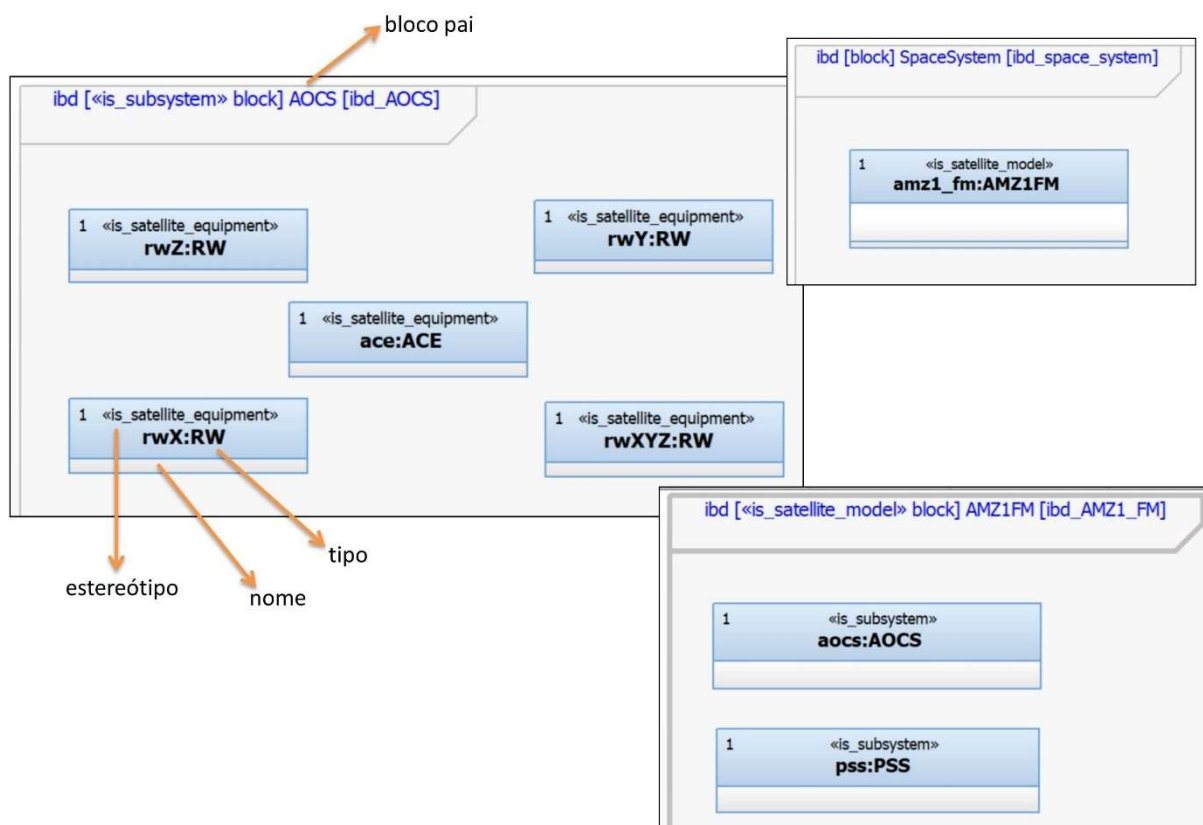 bloco pai
ibd [«is_subsystem» block] AOCS [ibd_AOCS]
1 «is_satellite_equipment»
rwZ:RW
1 «is_satellite_equipment»
rwY:RW
1 «is_satellite_equipment»
ace:ACE
1 «is_satellite_equipment»
rwX:RW
1 «is_satellite_equipment»
rwXYZ:RW
estereótipo
nome
tipo
ibd [block] SpaceSystem [ibd_space_system]
1 «is_satellite_model»
amz1_fm:AMZ1FM
ibd [«is_satellite_model» block] AMZ1FM [ibd_AMZ1_FM]
1 «is_subsystem»
aocs:AOCS
1 «is_subsystem»
pss:PSS